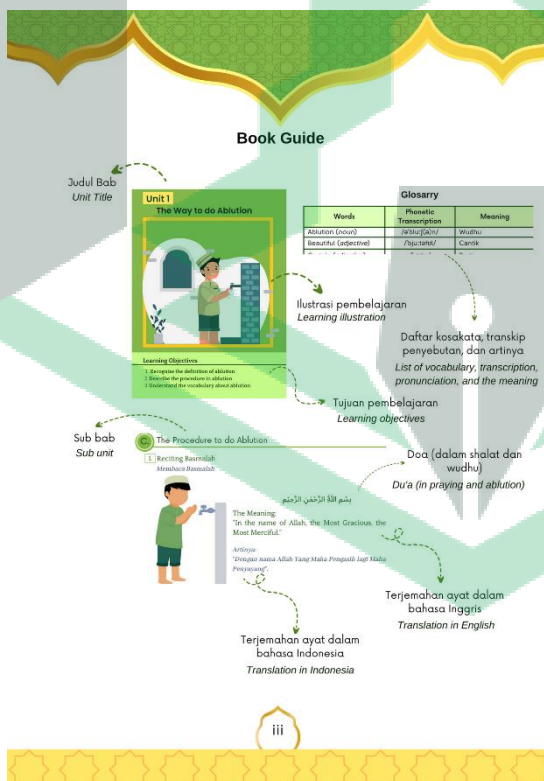 Book Guide
Judul Bab
Unit Title
Unit 1
The Way to do Ablution
Learning Objectives
1. Recognize the definition of ablution
2. Describe the procedure in ablution
3. Understand the vocabulary about ablution
Glosarry
Words Phonetic Transcription Meaning
Ablution (noun) Wudhu
Beautiful (adjective) Cantik
Ilustrasi pembelajaran
Learning illustration
Daftar kosakata, transkip
penyebutan, dan artinya
List of vocabulary, transcription,
pronunciation, and the meaning
Tujuan pembelajaran
Learning objectives
Sub bab
Sub unit
C. The Procedure to do Ablution
1. Reciting Basmalah
Membaca Basmalah
Doa (dalam shalat dan
wudhu)
Du'a (in praying and ablution)
بِسْمِ اللَّهِ الرَّحْمَنِ الرَّحِيْمِ
The Meaning:
"In the name of Allah, the Most Gracious, the
Most Merciful."
Artinya:
"Dengan nama Allah Yang Maha Pengasih lagi Maha
Penyayang".
Terjemahan ayat dalam
bahasa Inggris
Translation in English
Terjemahan ayat dalam
bahasa Indonesia
Translation in Indonesia
iii